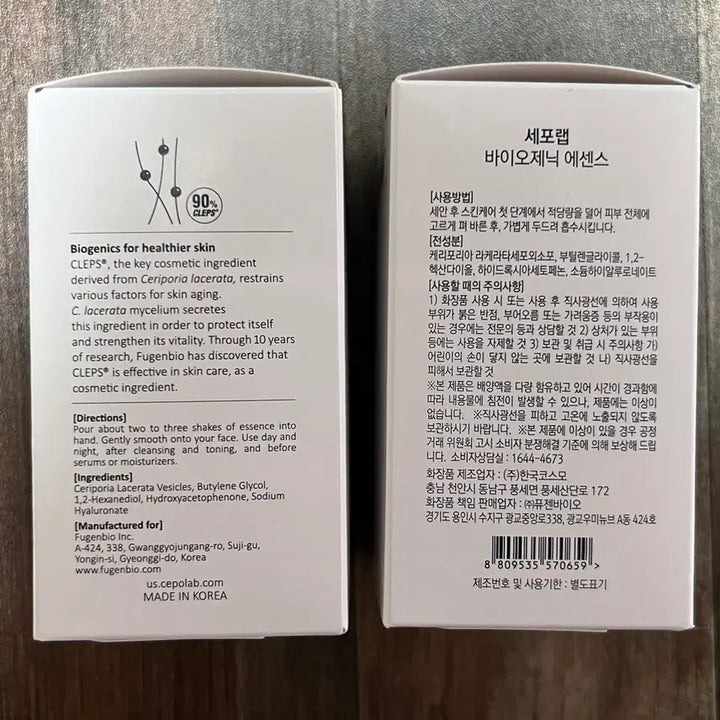 90%
CLEPS®
Biogenics for healthier skin
CLEPS®, the key cosmetic ingredient
derived from Ceriporia lacerata, restrains
various factors for skin aging.
C. lacerata mycelium secretes
this ingredient in order to protect itself
and strengthen its vitality. Through 10 years
of research, Fugenbio has discovered that
CLEPS® is effective in skin care, as a
cosmetic ingredient.
[Directions]
Pour about two to three shakes of essence into
hand. Gently smooth onto your face. Use day and
night, after cleansing and toning, and before
serums or moisturizers.
[Ingredients]
Ceriporia Lacerata Vesicles, Butylene Glycol,
1,2-Hexanediol, Hydroxyacetophenone, Sodium
Hyaluronate
[Manufactured for]
Fugenbio Inc.
A-424, 338, Gwanggyojungang-ro, Suji-gu,
Yongin-si, Gyeonggi-do, Korea
www.fugenbio.com
us.cepolab.com
MADE IN KOREA
세포랩
바이오제닉 에센스
[사용방법]
세안 후 스킨케어 첫 단계에서 적당량을 덜어 피부 전체에
고르게 펴 바른 후, 가볍게 두드려 흡수시킵니다.
[전성분]
케리포리아 라케라타세포외소포, 부틸렌글라이콜, 1,2-
헥산다이올, 하이드록시아세토페논, 소듐하이알루로네이트
[사용할 때의 주의사항]
1) 화장품 사용 시 또는 사용 후 직사광선에 의하여 사용
부위가 붉은 반점, 부어오름 또는 가려움증 등의 부작용이
있는 경우에는 전문의 등과 상담할 것 2) 상처가 있는 부위
등에는 사용을 자제할 것 3) 보관 및 취급 시 주의사항 가)
어린이의 손이 닿지 않는 곳에 보관할 것 나) 직사광선을
피해서 보관할 것
※본 제품은 배양액을 다량 함유하고 있어 시간이 경과함에
따라 내용물에 침전이 발생할 수 있으나, 제품에는 이상이
없습니다. ※직사광선을 피하고 고온에 노출되지 않도록
보관하시기 바랍니다. ※본 제품에 이상이 있을 경우 공정
거래 위원회 고시 소비자 분쟁해결 기준에 의해 보상해 드립
니다. 소비자상담실 : 1644-4673
화장품 제조업자 : (주)한국코스모
충남 천안시 동남구 풍세면 풍세산단로 172
화장품 책임 판매업자 : ㈜퓨젠바이오
경기도 용인시 수지구 광교중앙로338, 광교우미뉴브 A동 424호
8 809535 570659 >
제조번호 및 사용기한 : 별도표기